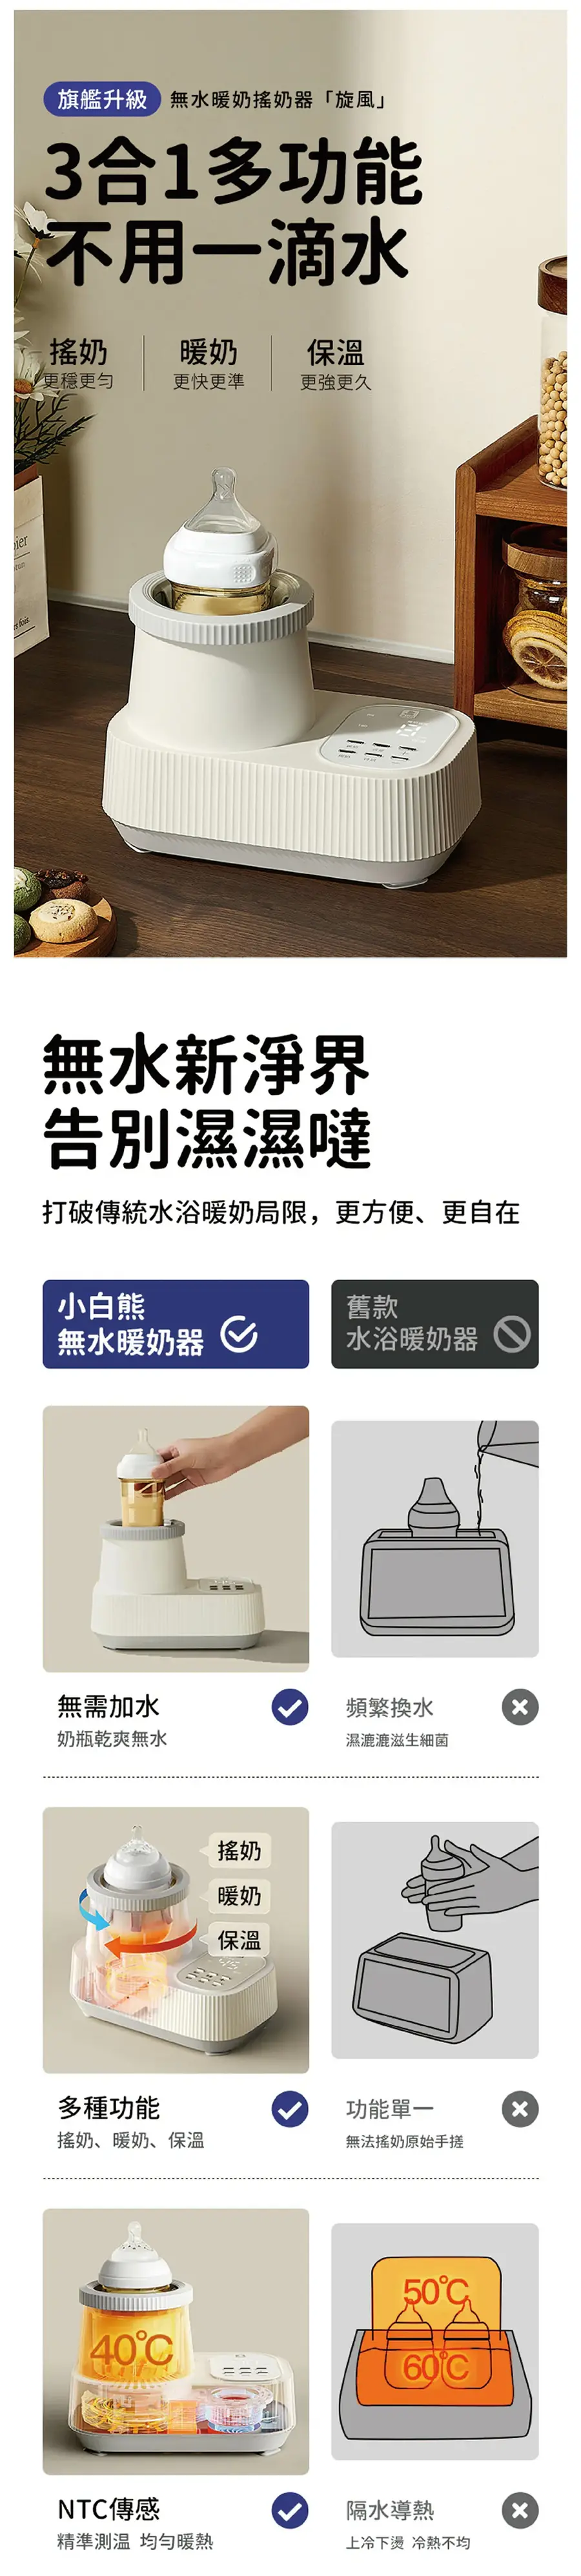 旗艦升級 無水暖奶搖奶器「旋風」
3合1多功能
不用一滴水
搖奶 暖奶 保溫
更穩更勻 更快更準 更強更久
無水新淨界
告別濕濕噠
打破傳統水浴暖奶局限，更方便、更自在
小白熊
無水暖奶器
舊款
水浴暖奶器
無需加水
奶瓶乾爽無水
頻繁換水
濕漉漉滋生細菌
搖奶
暖奶
保溫
多種功能
搖奶、暖奶、保溫
功能單一
無法搖奶原始手搓
40℃
50℃
60℃
NTC傳感
精準測温 均勻暖熱
隔水導熱
上冷下燙 冷熱不均